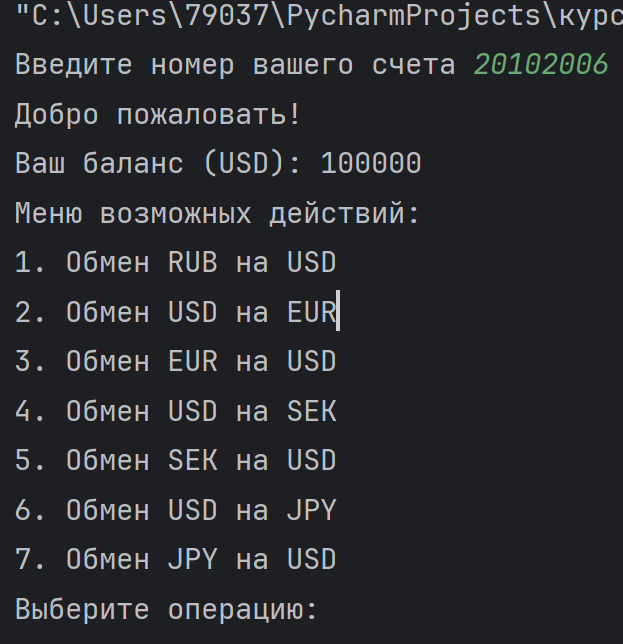 "C:\Users\79037\PycharmProjects\курс
Введите номер вашего счета 20102006
Добро пожаловать!
Ваш баланс (USD): 100000
Меню возможных действий:
1. Обмен RUB на USD
2. Обмен USD на EUR
3. Обмен EUR на USD
4. Обмен USD на SEK
5. Обмен SEK на USD
6. Обмен USD на JPY
7. Обмен JPY на USD
Выберите операцию: